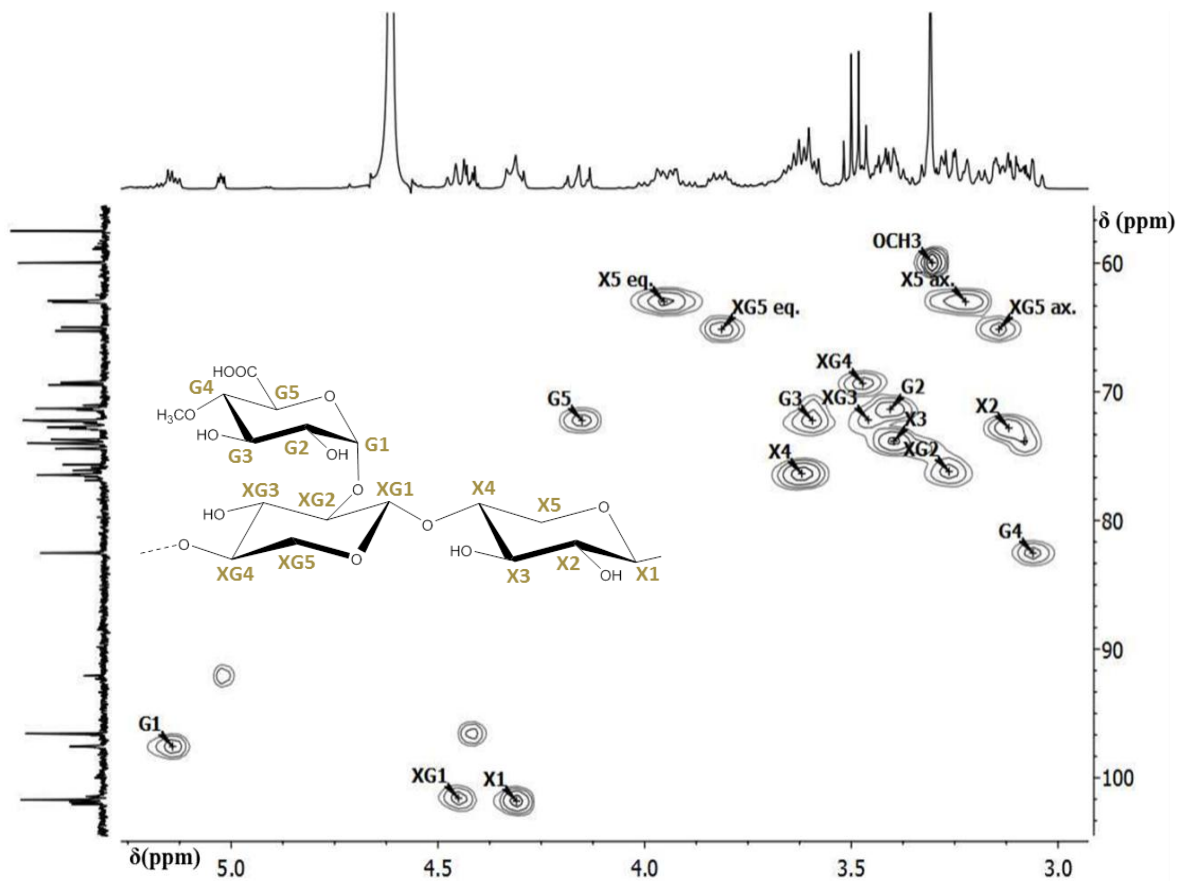 δ (ppm)
OCH3
60
X5 eq.
X5 ax.
XG5 eq.
XG5 ax.
XG4
70
G5
G3
XG3
G2
X3
X2
X4
XG2
80
G4
HOOC
G4
G5
O
H₃CO
HO
G3
G2
OH
G1
XG3
O
HO
XG2
XG1
X4
X5
O
O
O
XG4
XG5
O
HO
X3
X2
OH
X1
90
G1
XG1
X1
100
δ(ppm)
5.0
4.5
4.0
3.5
3.0